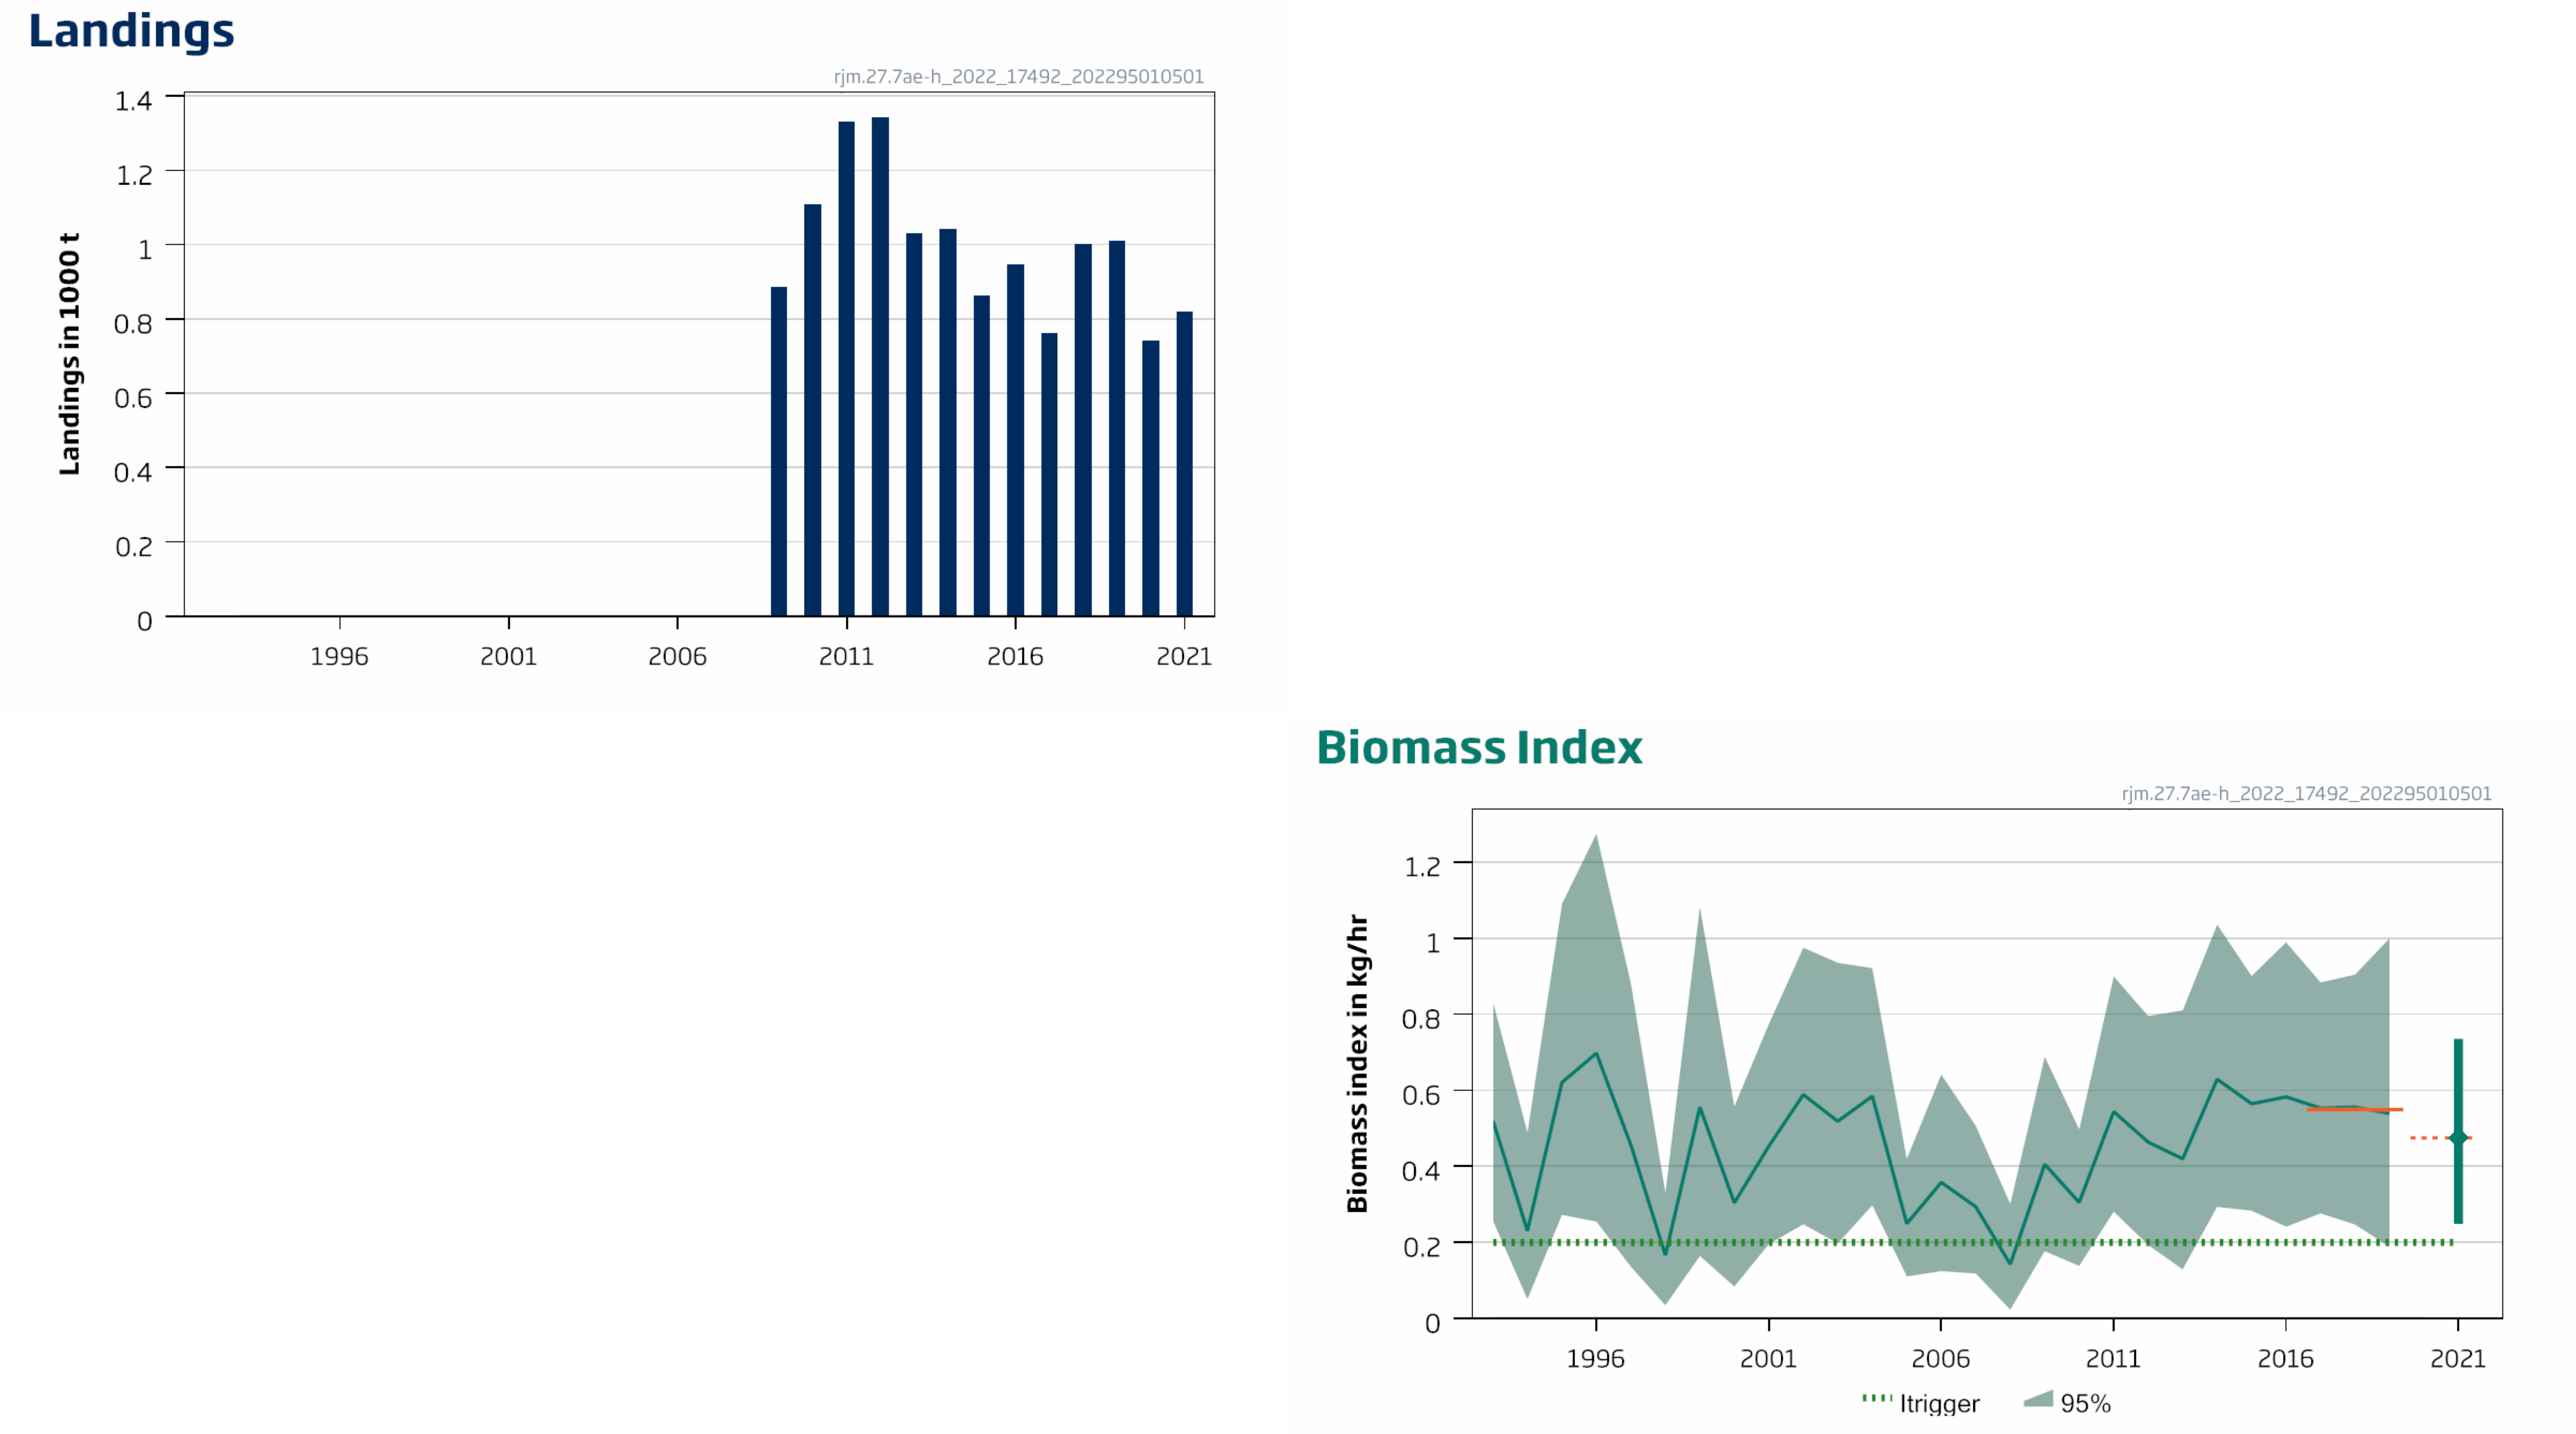 Landings
rjm.27.7ae-h_2022_17492_202295010501
Landings in 1000 t
1.4
1.2
1
0.8
0.6
0.4
0.2
0
1996 2001 2006 2011 2016 2021
Biomass Index
rjm.27.7ae-h_2022_17492_202295010501
Biomass index in kg/hr
1.2
1
0.8
0.6
0.4
0.2
0
1996 2001 2006 2011 2016 2021
Itrigger 95%